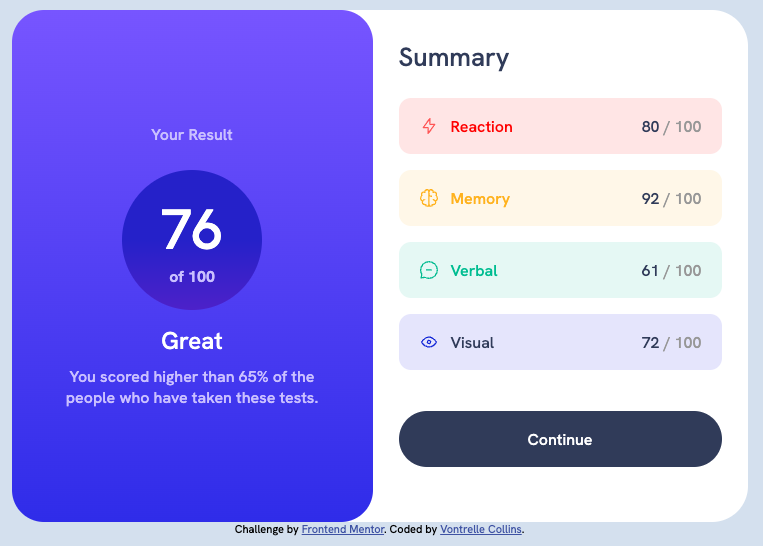 Your Result
76
of 100
Great
You scored higher than 65% of the
people who have taken these tests.
Summary
Reaction 80 / 100
Memory 92 / 100
Verbal 61 / 100
Visual 72 / 100
Continue
Challenge by Frontend Mentor. Coded by Vontrelle Collins.